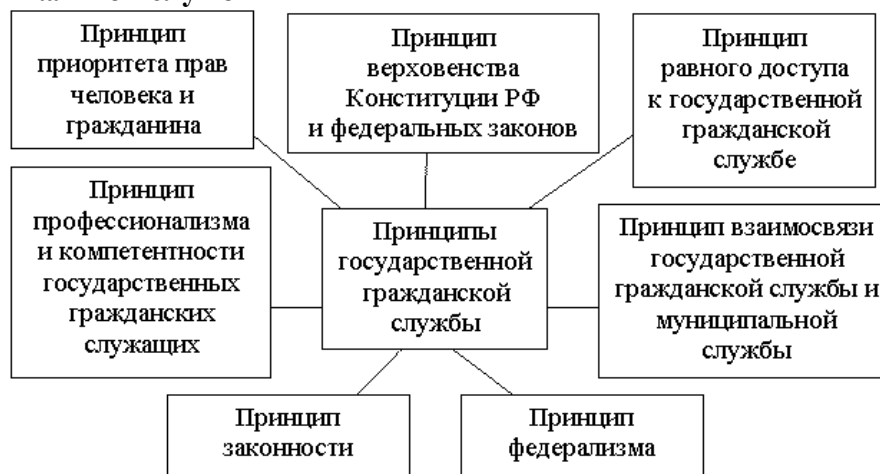 Принцип
приоритета прав
человека и
гражданина
Принцип
верховенства
Конституции РФ
и федеральных законов
Принцип
равного доступа
к государственной
гражданской
службе
Принцип
профессионализма
и компетентности
государственных
гражданских
служащих
Принципы
государственной
гражданской
службы
Принцип взаимосвязи
государственной
гражданской службы и
муниципальной
службы
Принцип
законности
Принцип
федерализма